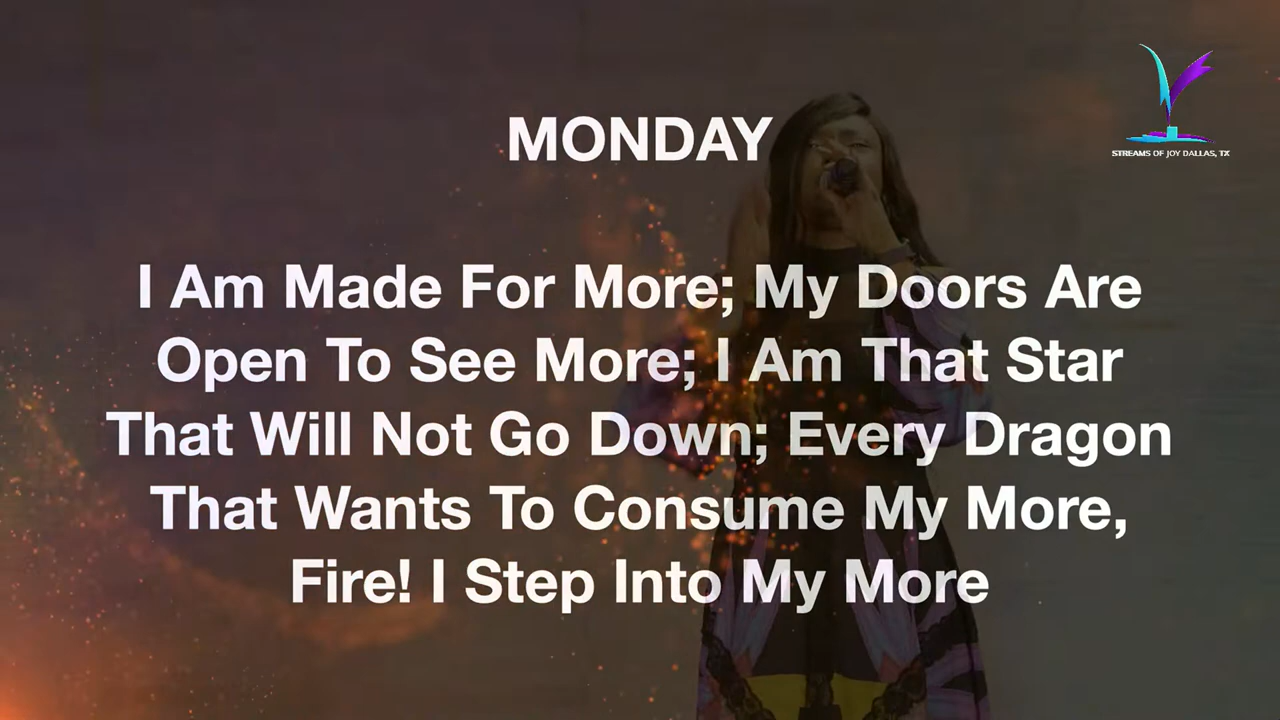 STREAMS OF JOY DALLAS, TX
MONDAY
I Am Made For More; My Doors Are
Open To See More; I Am That Star
That Will Not Go Down; Every Dragon
That Wants To Consume My More,
Fire! I Step Into My More